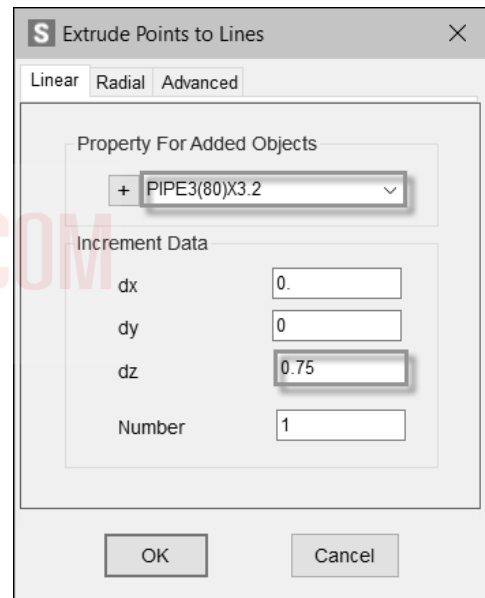 S Extrude Points to Lines
Linear Radial Advanced
Property For Added Objects
+ PIPE3(80)X3.2
Increment Data
COM
dx 0.
dy 0
dz 0.75
Number 1
OK Cancel